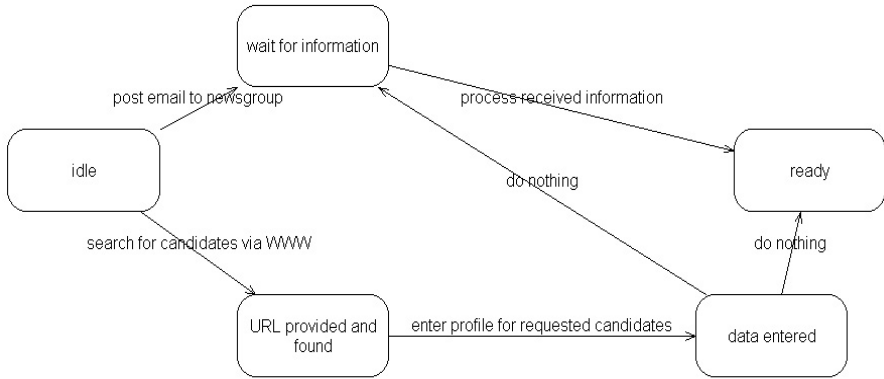 wait for information
post email to newsgroup
process received information
idle
ready
do nothing
search for candidates via WWW
do nothing
URL provided and
found
enter profile for requested candidates
data entered